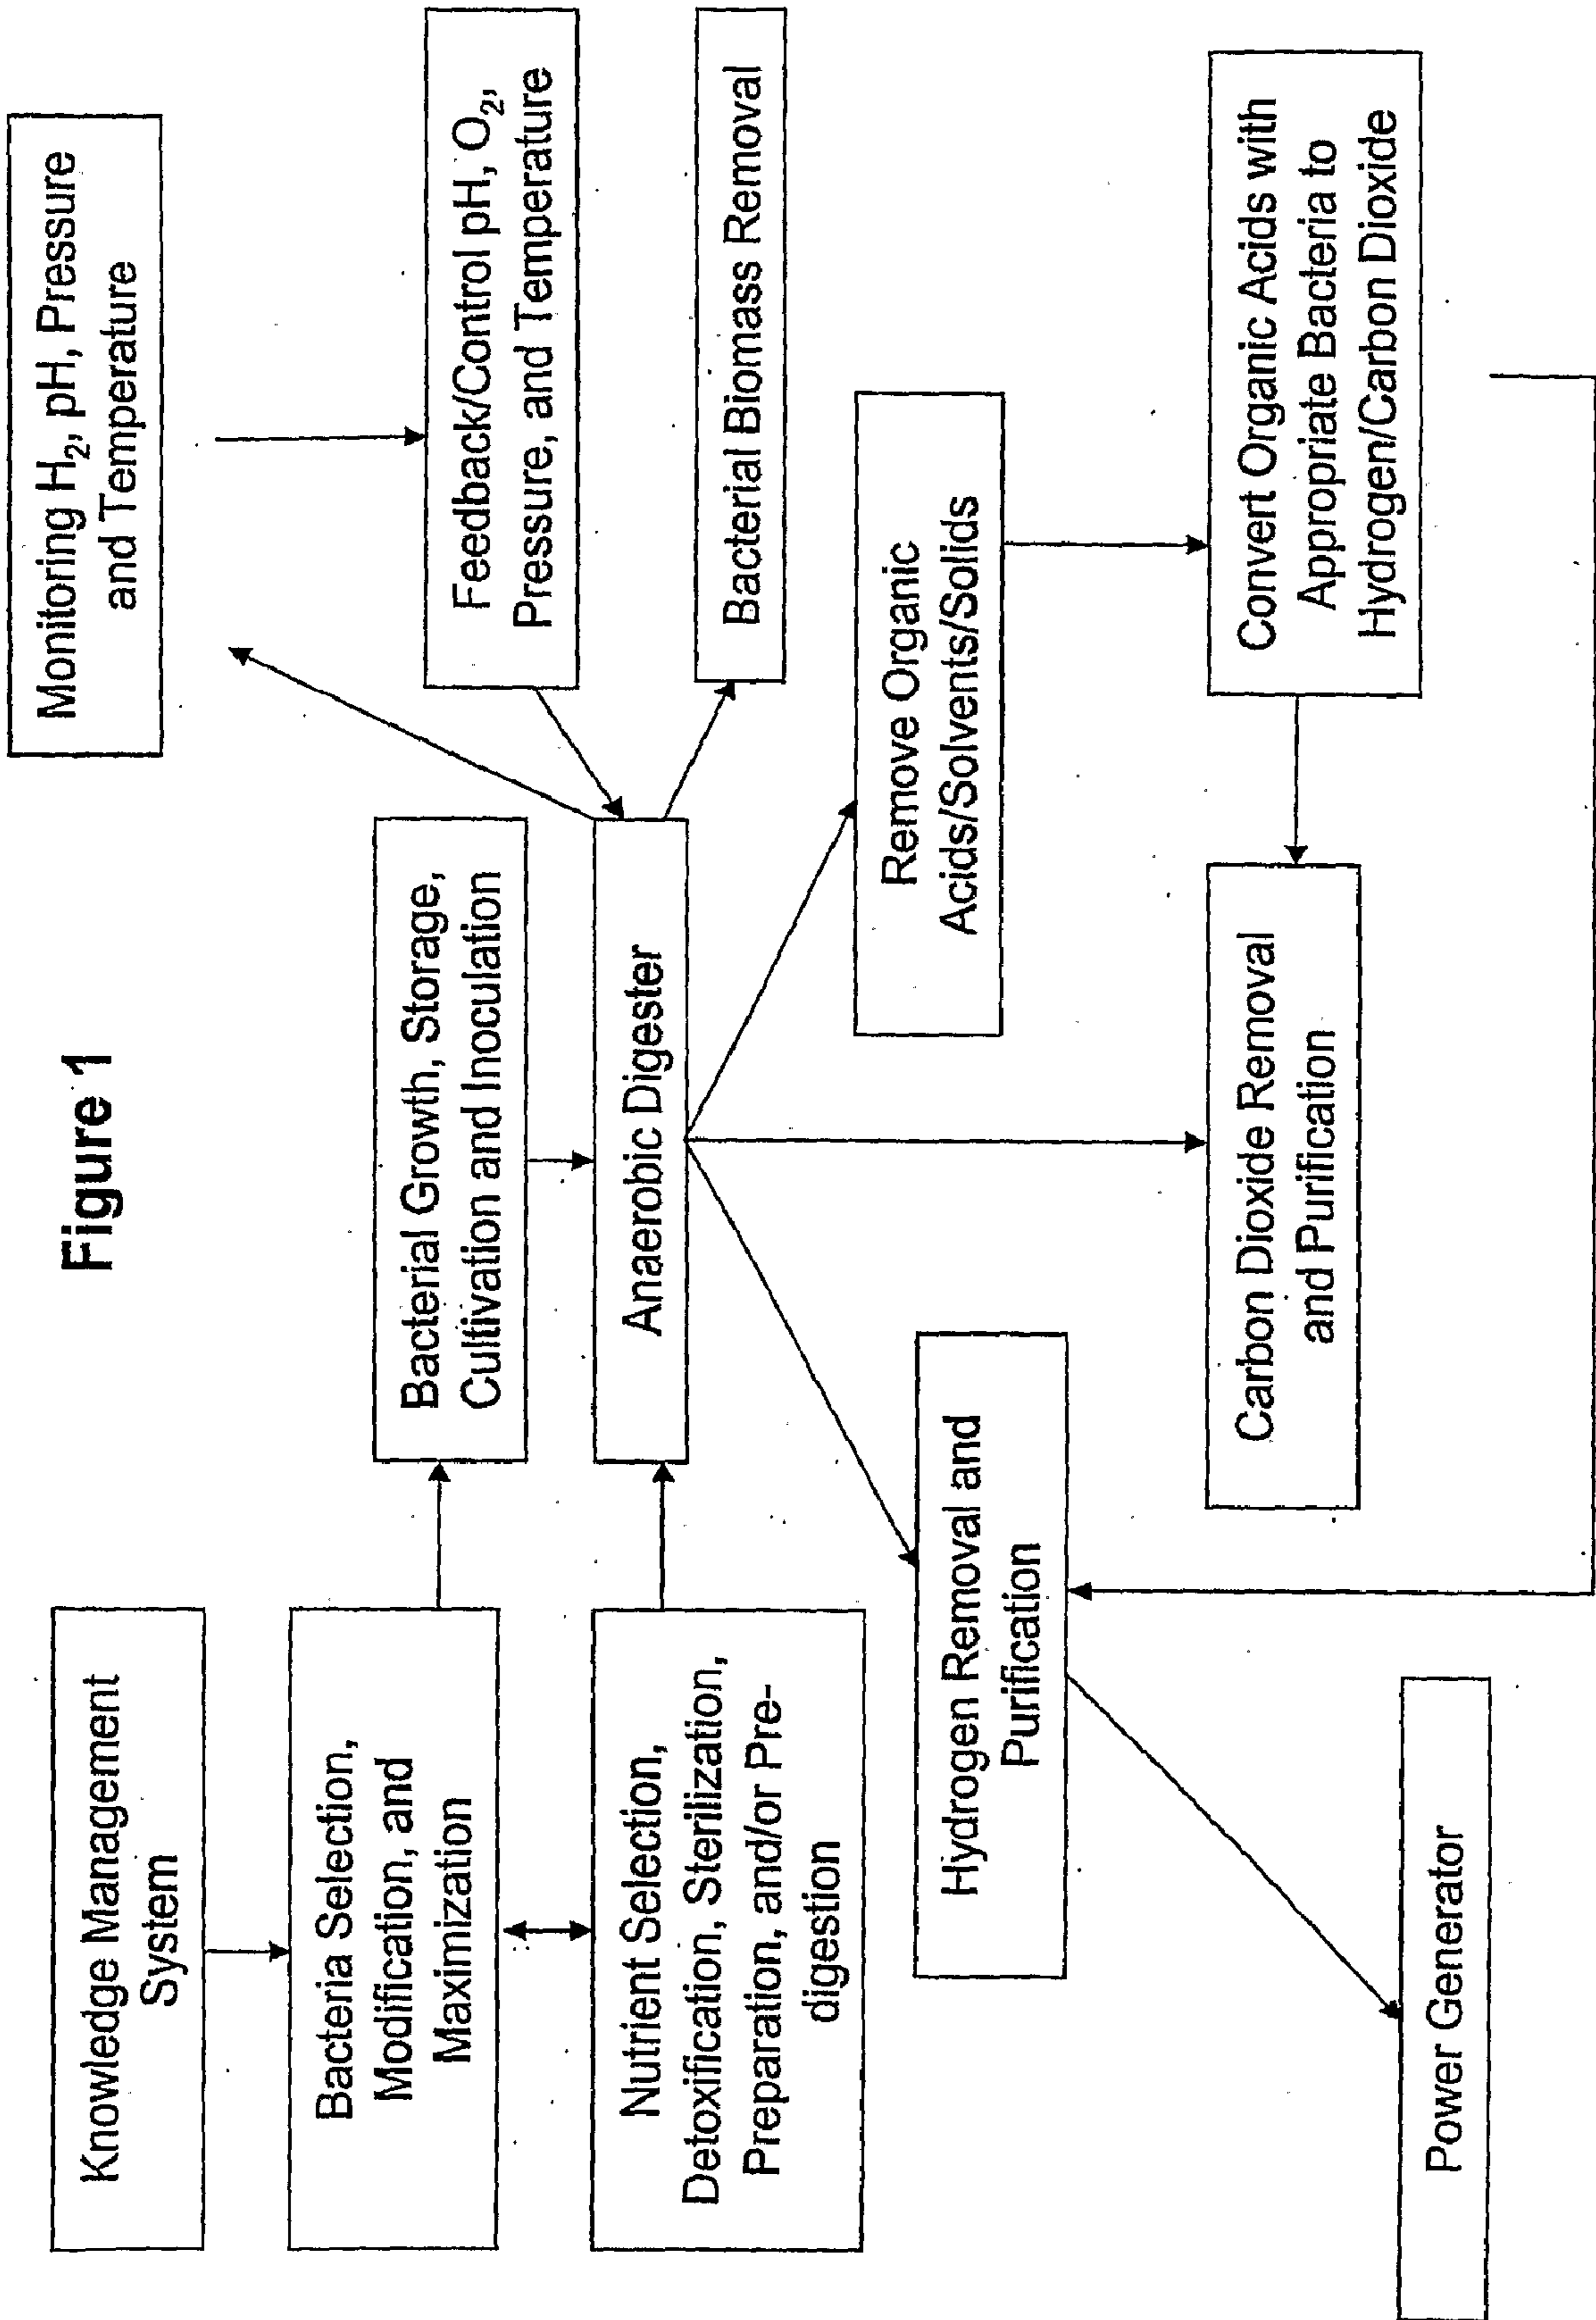 Figure 1
Knowledge Management
System
Bacteria Selection,
Modification, and
Maximization
Nutrient Selection,
Detoxification, Sterilization,
Preparation, and/or Pre-
digestion
Bacterial Growth, Storage,
Cultivation and Inoculation
Anaerobic Digester
Monitoring H₂, pH, Pressure
and Temperature
Feedback/Control pH, O₂,
Pressure, and Temperature
Bacterial Biomass Removal
Remove Organic
Acids/Solvents/Solids
Hydrogen Removal and
Purification
Carbon Dioxide Removal
and Purification
Convert Organic Acids with
Appropriate Bacteria to
Hydrogen/Carbon Dioxide
Power Generator